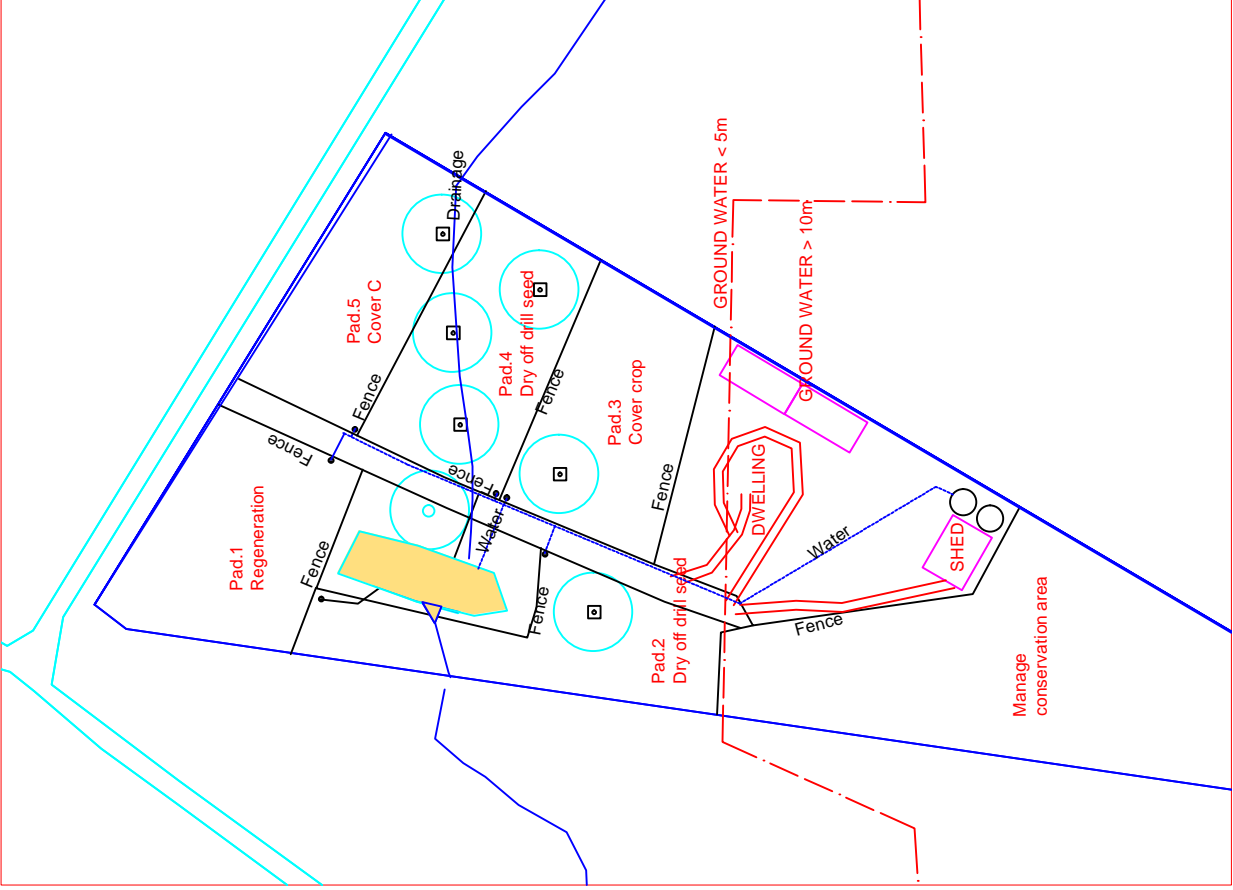 Pad.1
Regeneration
Fence
Fence
Pad.5
Cover C
Fence
Drainage
Pad.4
Dry off drill seed
Fence
Fence
Water
Fence
Pad.3
Cover crop
Fence
Pad.2
Dry off drill seed
GROUND WATER < 5m
GROUND WATER > 10m
DWELLING
Water
Fence
SHED
Manage
conservation area